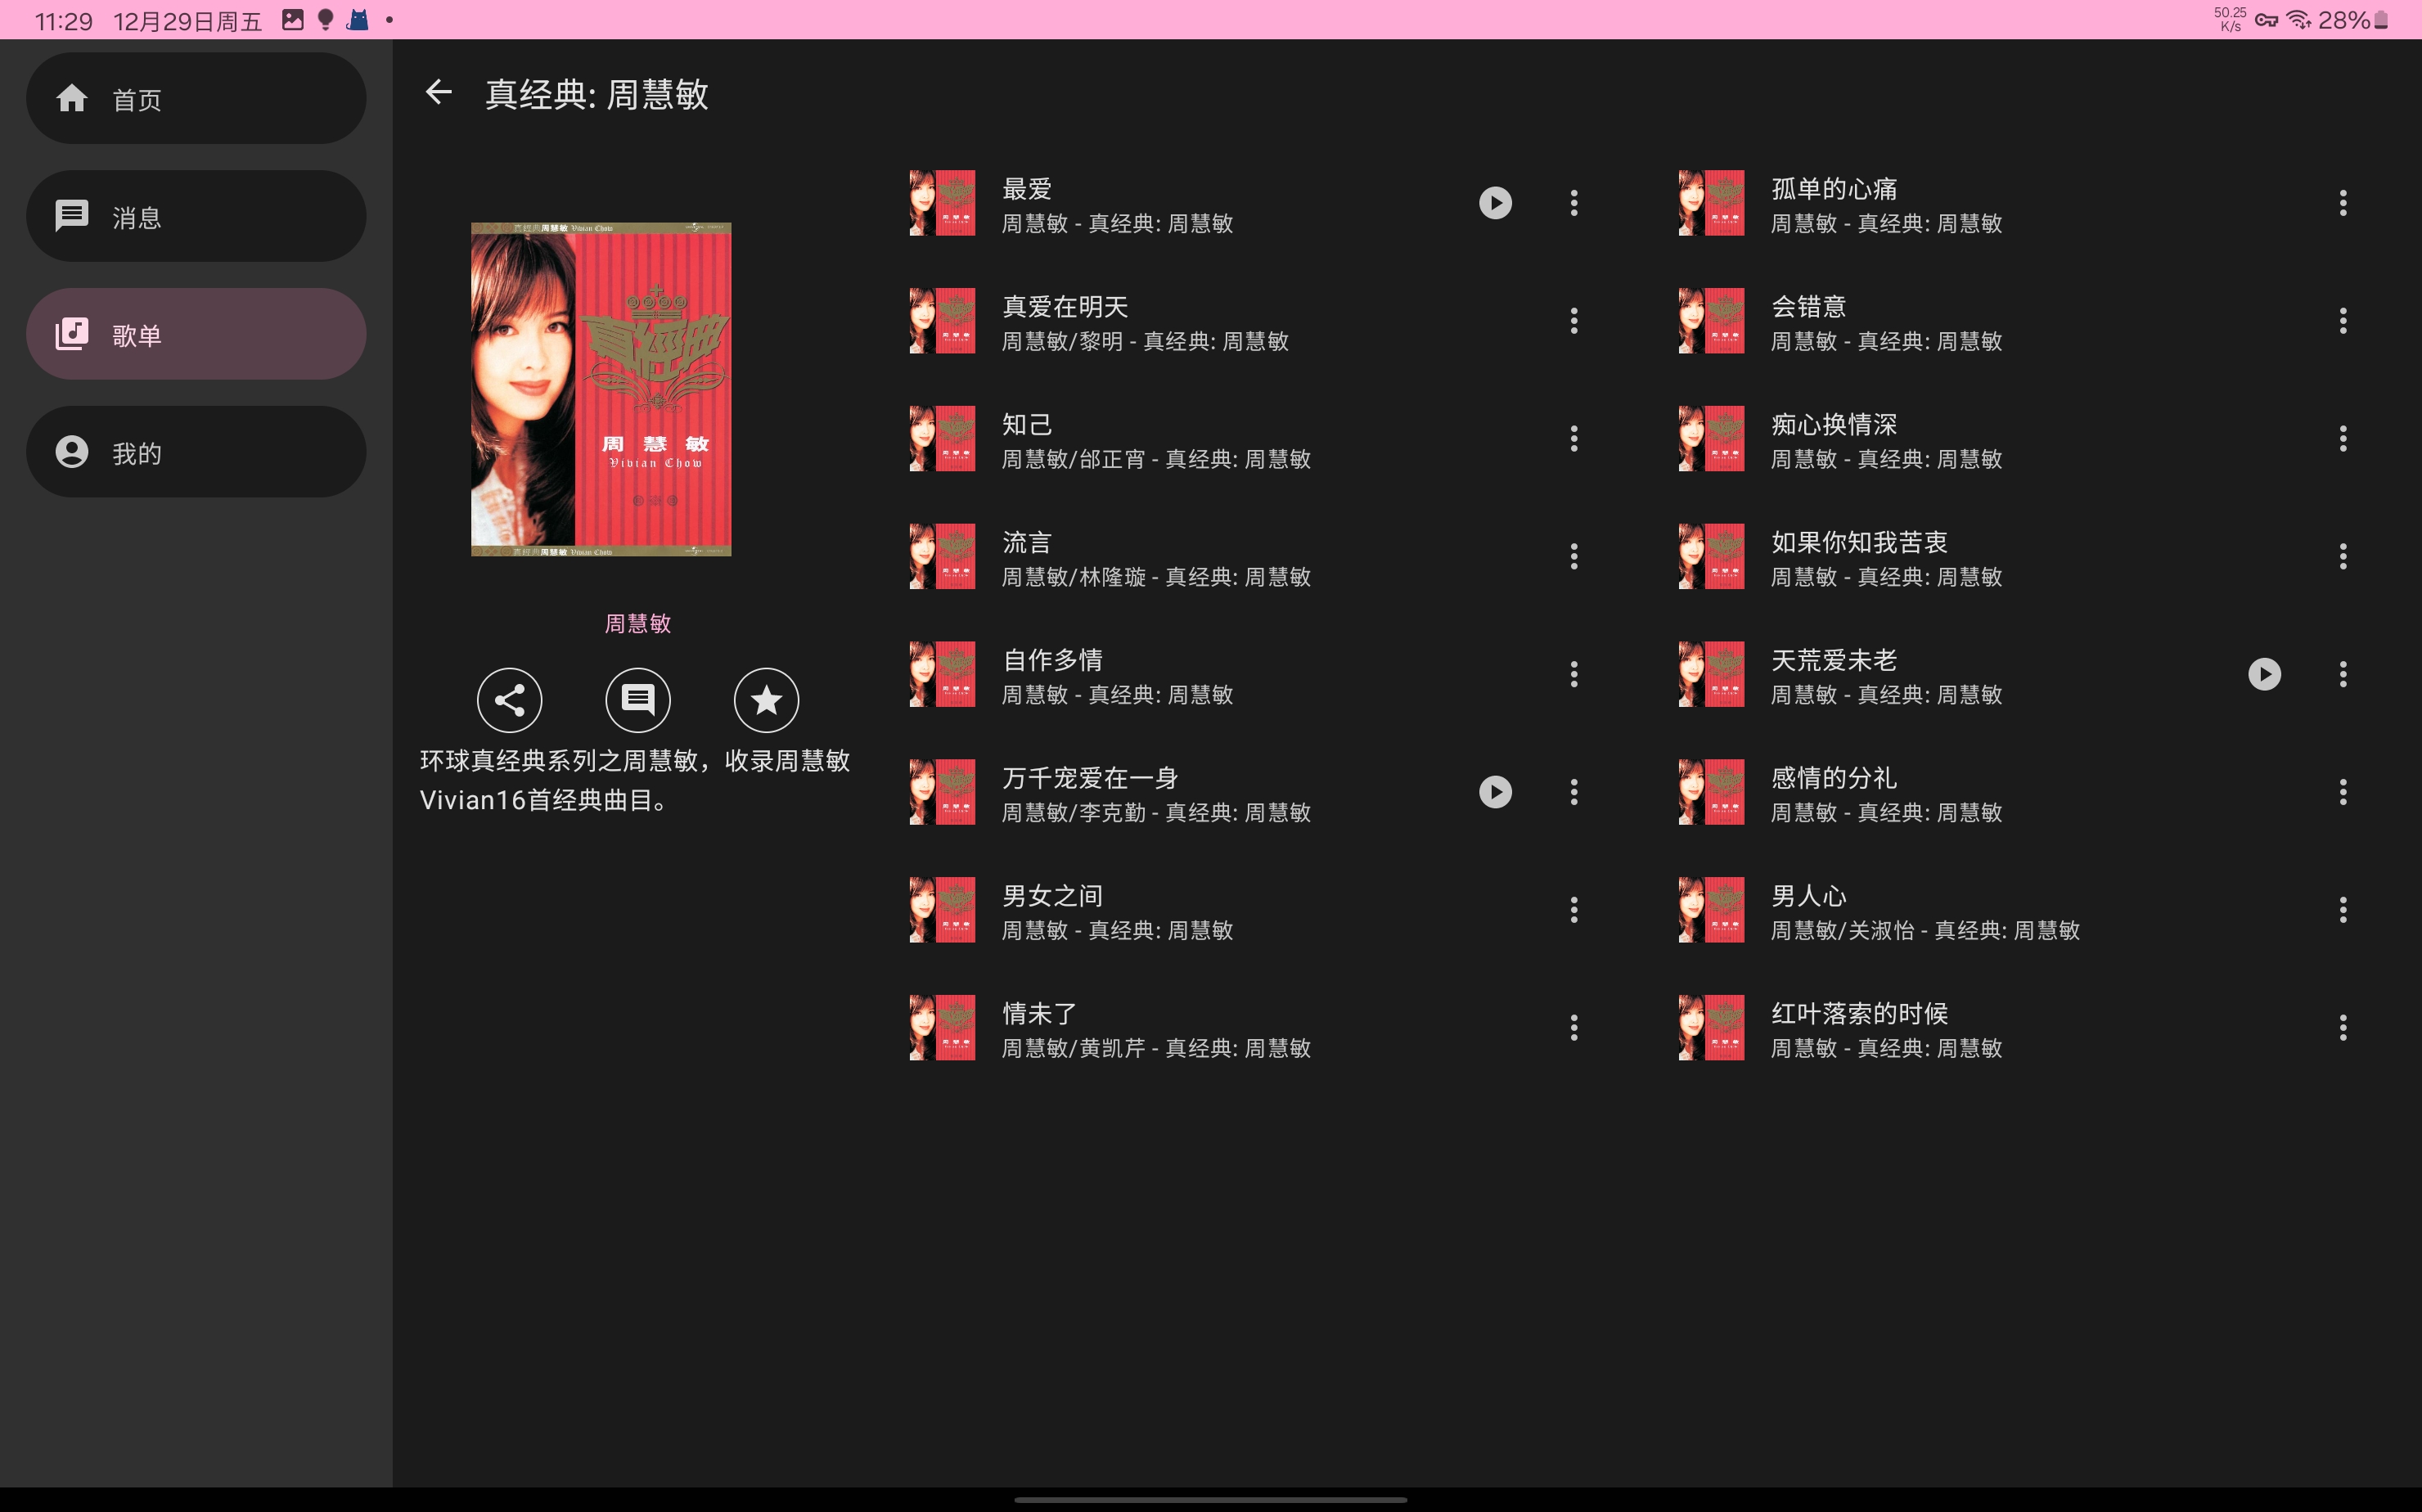 11:29 12月29日周五
50.25
K/s
28%
首页
消息
歌单
我的
真经典: 周慧敏
真经典周慧敏 Vivian Chow
真經典
周 慧 敏
Vivian Chow
真经典周慧敏 Vivian Chow
周慧敏
环球真经典系列之周慧敏，收录周慧敏
Vivian16首经典曲目。
最爱
周慧敏 - 真经典: 周慧敏
孤单的心痛
周慧敏 - 真经典: 周慧敏
真爱在明天
周慧敏/黎明 - 真经典: 周慧敏
会错意
周慧敏 - 真经典: 周慧敏
知己
周慧敏/邰正宵 - 真经典: 周慧敏
痴心换情深
周慧敏 - 真经典: 周慧敏
流言
周慧敏/林隆璇 - 真经典: 周慧敏
如果你知我苦衷
周慧敏 - 真经典: 周慧敏
自作多情
周慧敏 - 真经典: 周慧敏
天荒爱未老
周慧敏 - 真经典: 周慧敏
万千宠爱在一身
周慧敏/李克勤 - 真经典: 周慧敏
感情的分礼
周慧敏 - 真经典: 周慧敏
男女之间
周慧敏 - 真经典: 周慧敏
男人心
周慧敏/关淑怡 - 真经典: 周慧敏
情未了
周慧敏/黄凯芹 - 真经典: 周慧敏
红叶落索的时候
周慧敏 - 真经典: 周慧敏